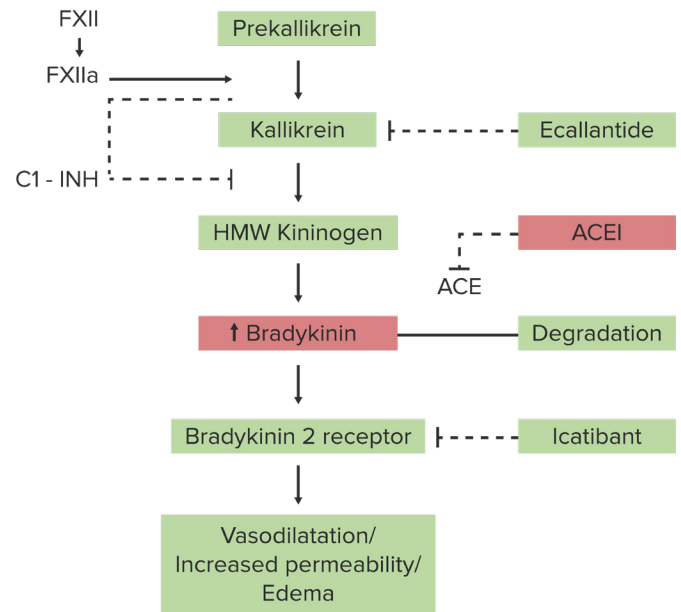 FXII
Prekallikrein
FXIIa
Kallikrein
Ecallantide
C1 - INH
HMW Kininogen
ACEI
ACE
↑ Bradykinin
Degradation
Bradykinin 2 receptor
Icatibant
Vasodilatation/
Increased permeability/
Edema